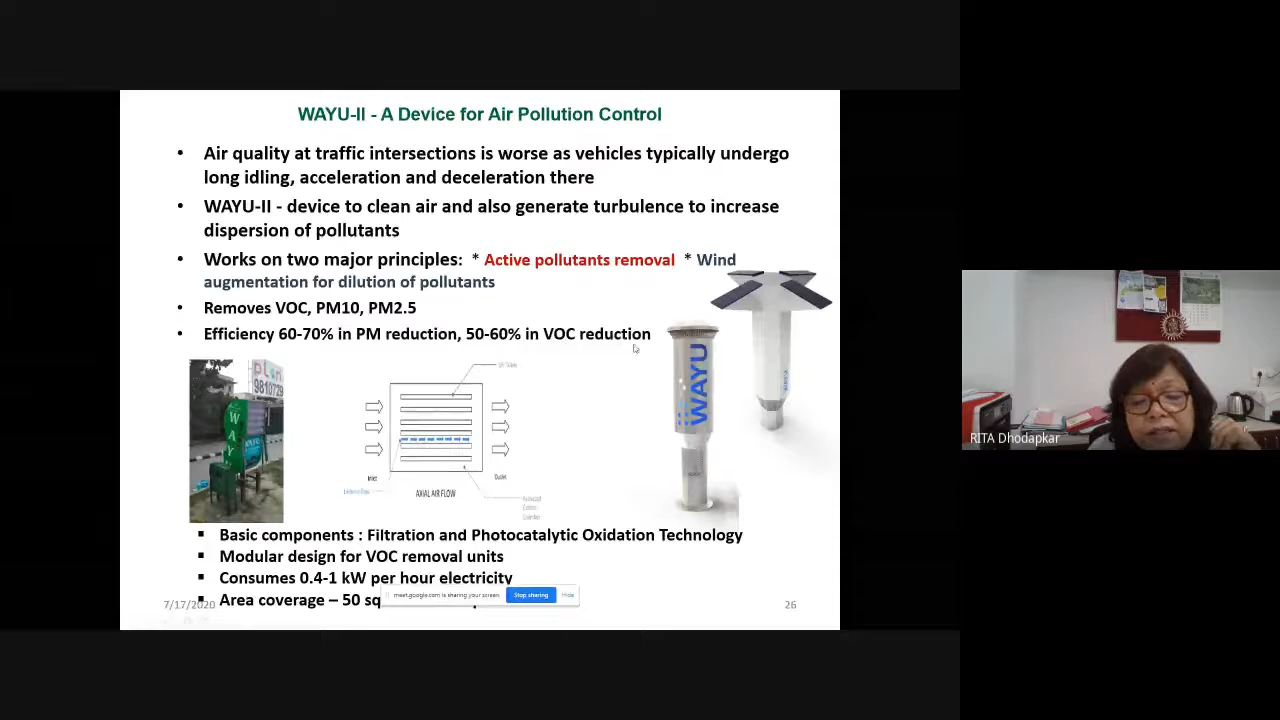 WAYU-II - A Device for Air Pollution Control
• Air quality at traffic intersections is worse as vehicles typically undergo
long idling, acceleration and deceleration there
• WAYU-II - device to clean air and also generate turbulence to increase
dispersion of pollutants
• Works on two major principles: * Active pollutants removal * Wind
augmentation for dilution of pollutants
• Removes VOC, PM10, PM2.5
• Efficiency 60-70% in PM reduction, 50-60% in VOC reduction
WAYU
Inlet
Outlet
AXIAL AIR FLOW
▪ Basic components : Filtration and Photocatalytic Oxidation Technology
▪ Modular design for VOC removal units
▪ Consumes 0.4-1 kW per hour electricity
▪ Area coverage – 50 sq
meet.google.com is sharing your screen.
Stop sharing
Hide
7/17/2020
26
RITA Dhodapkar